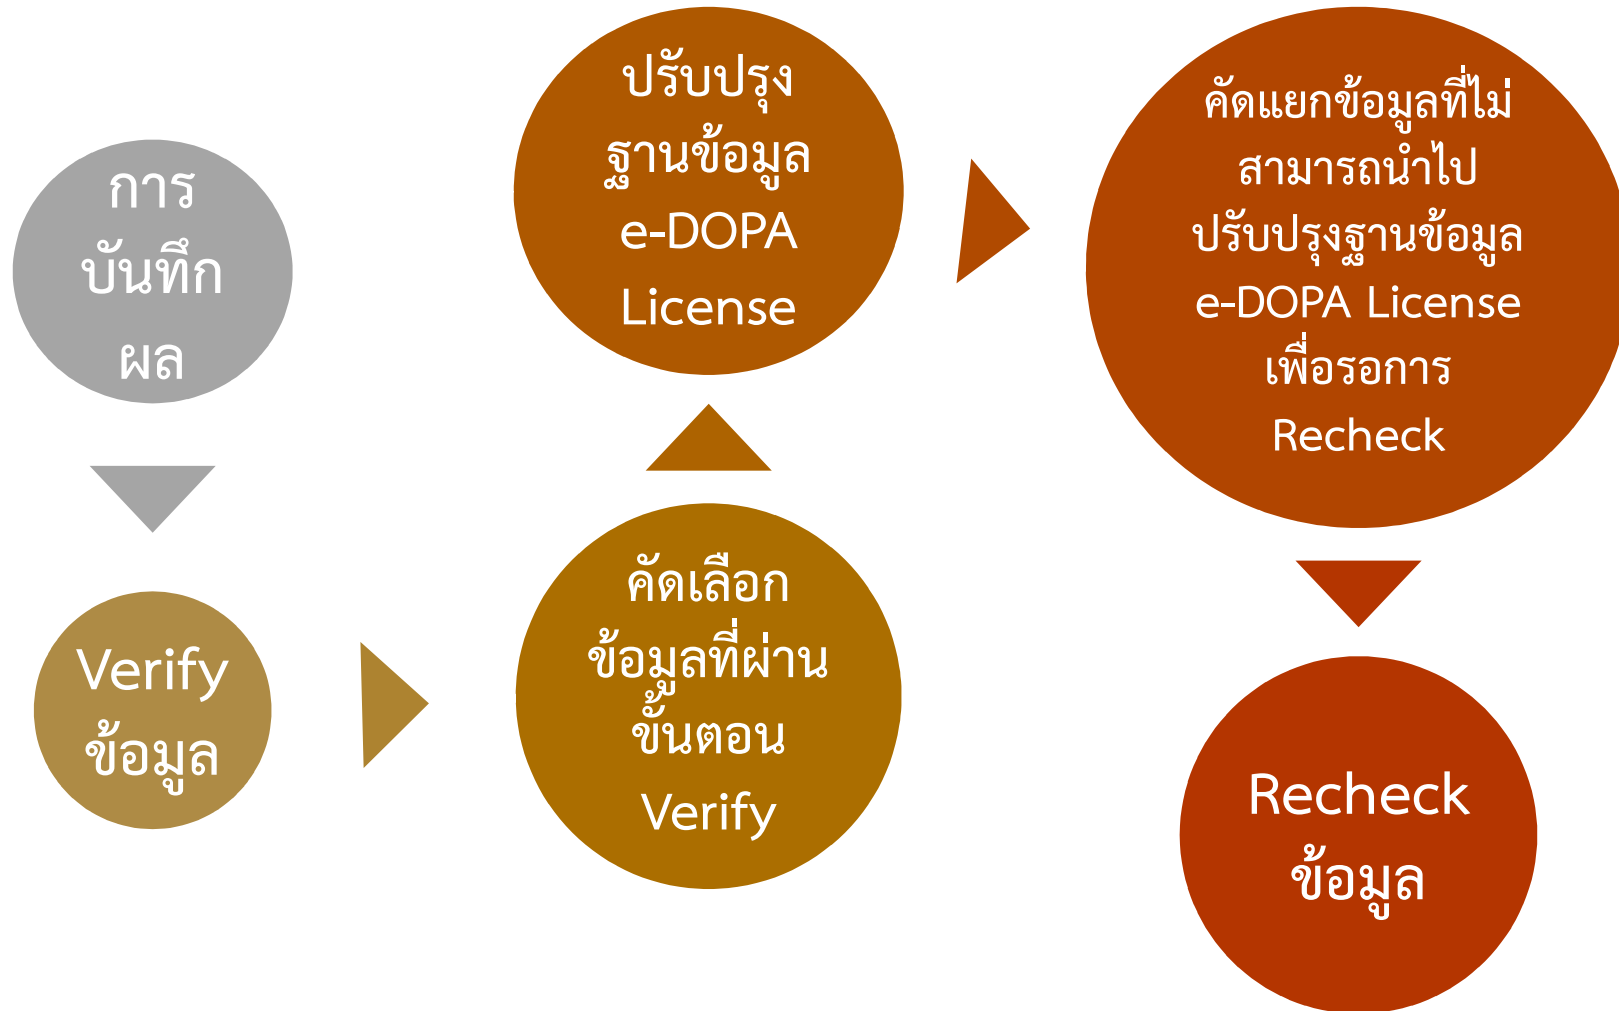 การ
บันทึก
ผล
Verify
ข้อมูล
คัดเลือก
ข้อมูลที่ผ่าน
ขั้นตอน
Verify
ปรับปรุง
ฐานข้อมูล
e-DOPA
License
คัดแยกข้อมูลที่ไม่
สามารถนำไป
ปรับปรุงฐานข้อมูล
e-DOPA License
เพื่อรอการ
Recheck
Recheck
ข้อมูล